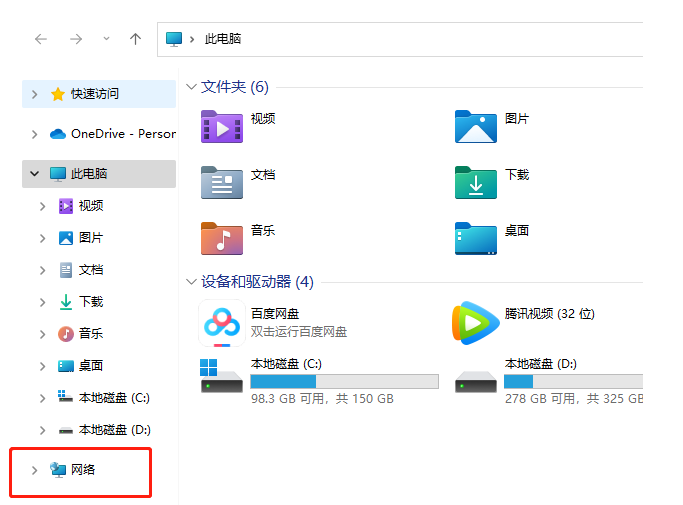 此电脑
快速访问
OneDrive - Person
此电脑
视频
图片
文档
下载
音乐
桌面
本地磁盘 (C:)
本地磁盘 (D:)
网络
文件夹 (6)
视频
图片
文档
下载
音乐
桌面
设备和驱动器 (4)
百度网盘
双击运行百度网盘
腾讯视频 (32 位)
本地磁盘 (C:)
98.3 GB 可用，共 150 GB
本地磁盘 (D:)
278 GB 可用，共 325 GB